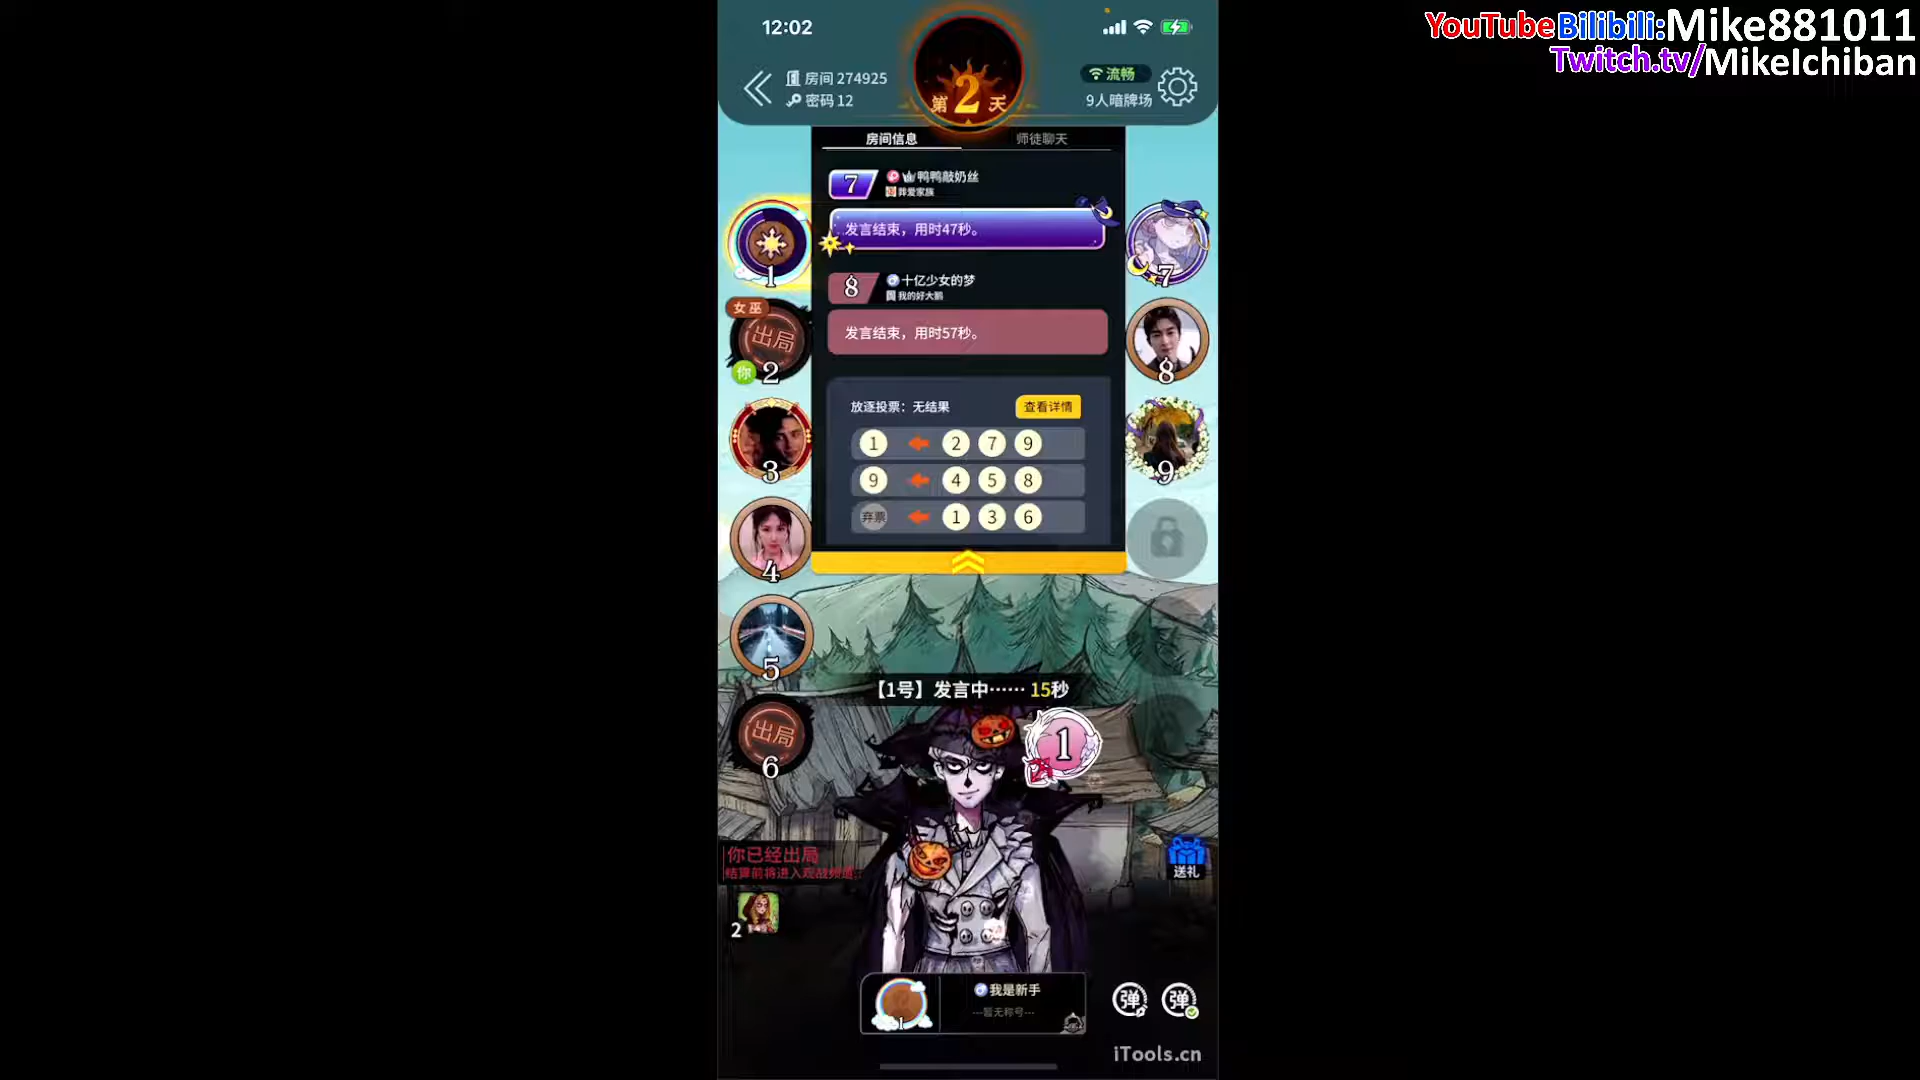 YouTube Bilibili:Mike881011
Twitch.tv/MikeIchiban
12:02
房间 274925
密码 12
第2天
流畅
9人暗牌场
房间信息
师徒聊天
7
鸭鸭敲奶丝
葬爱家族
发言结束，用时47秒。
8
十亿少女的梦
我的好大鹅
发言结束，用时57秒。
放逐投票：无结果
查看详情
1 2 7 9
9 4 5 8
弃票 1 3 6
1
女巫
出局
你
2
3
4
5
出局
6
7
8
9
【1号】发言中······ 15秒
1
你已经出局
结算前将进入观战频道
送礼
2
1
我是新手
---暂无称号---
弹
弹
iTools.cn